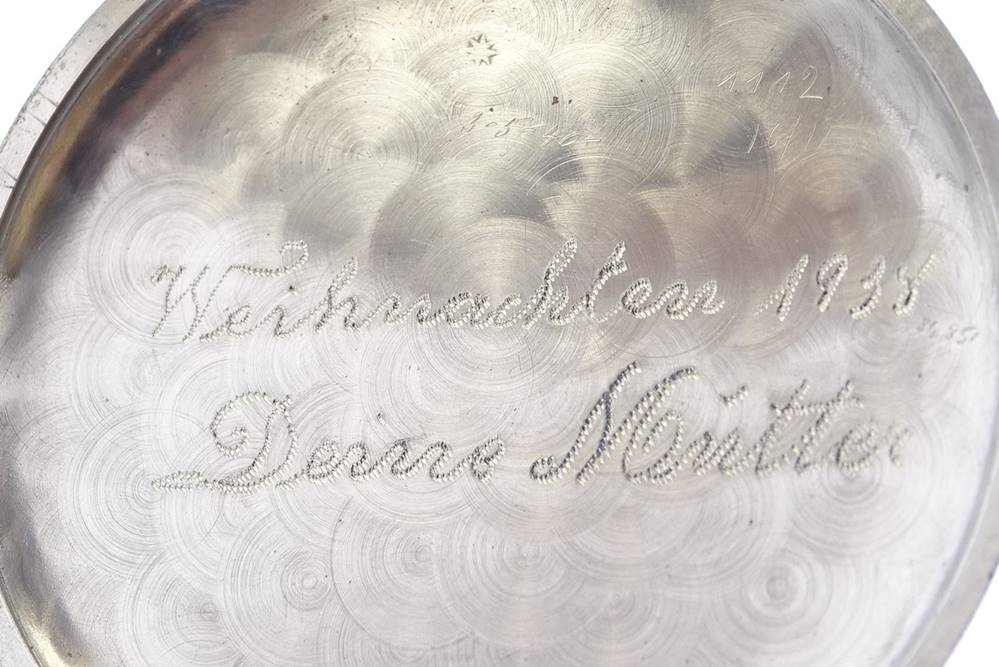 1112
Weihnachten 1938
Deine Mutter